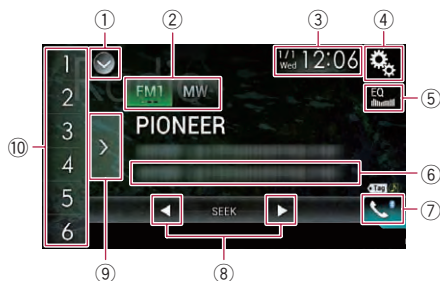 ① ② ③ ④
1/1 Wed 12:06
FM1 MW
EQ
⑤
PIONEER
1
2
3
4
5
6
⑩
⑥
Tag
SEEK
⑦
⑨ ⑧